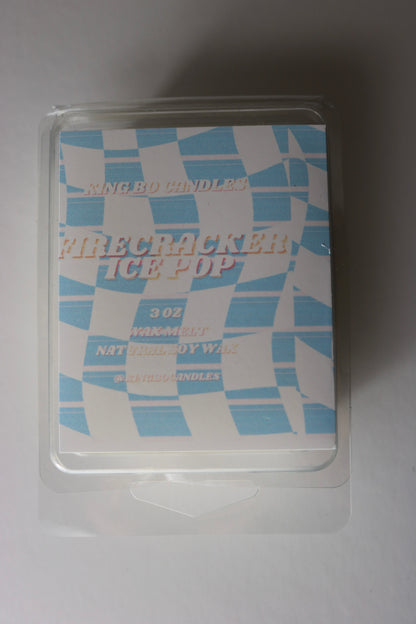 KING BO CANDLES
FIRECRACKER
ICE POP
3 OZ
WAX MELT
NATURAL SOY WAX
@KINGBOCANDLES